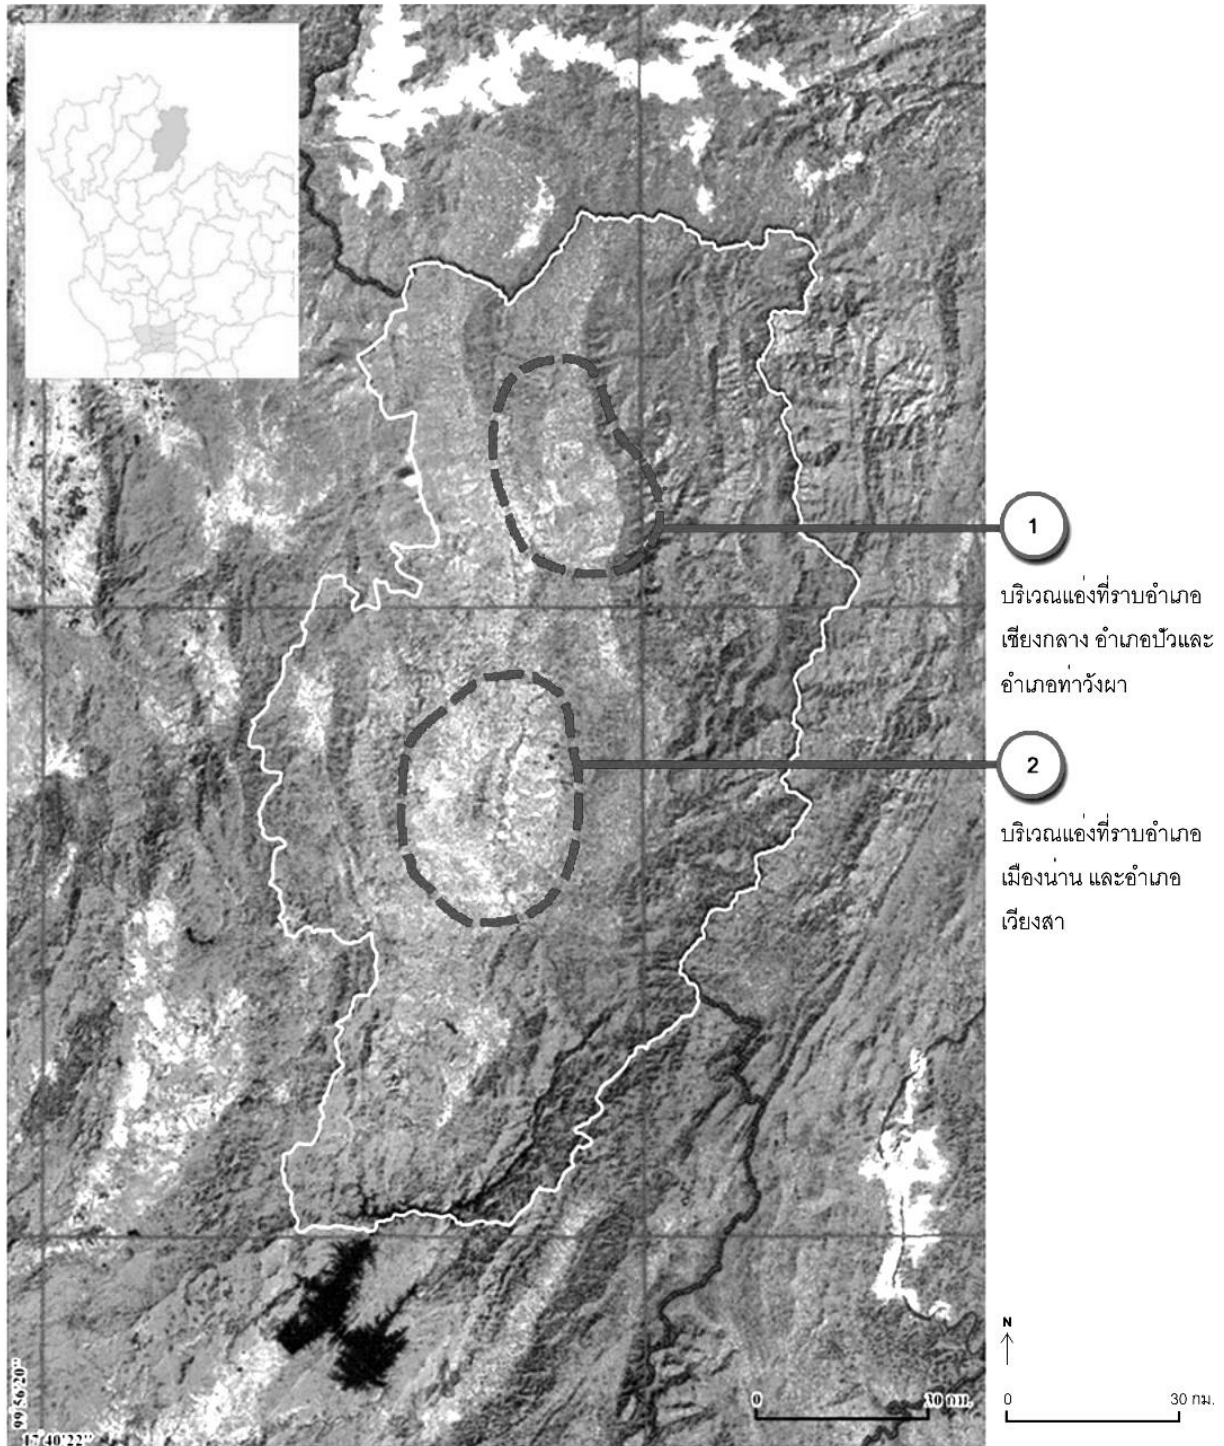 1
บริเวณแอ่งที่ราบอำเภอ
เชียงกลาง อำเภอปัวและ
อำเภอท่าวังผา
2
บริเวณแอ่งที่ราบอำเภอ
เมืองน่าน และอำเภอ
เวียงสา
N
0 30 กม.
0 30 กม.
99°56'20"
17°40'22"